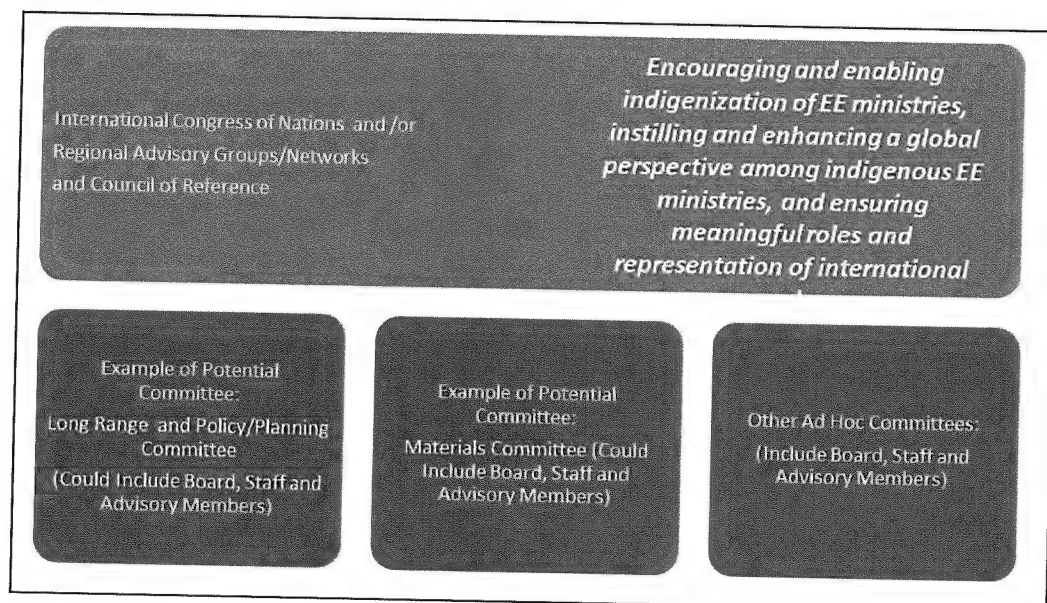 International Congress of Nations and/or
Regional Advisory Groups/Networks
and Council of Reference
Encouraging and enabling
indigenization of EE ministries,
instilling and enhancing a global
perspective among indigenous EE
ministries, and ensuring
meaningful roles and
representation of international
Example of Potential
Committee:
Long Range and Policy/Planning
Committee
(Could Include Board, Staff and
Advisory Members)
Example of Potential
Committee:
Materials Committee (Could
Include Board, Staff and
Advisory Members)
Other Ad Hoc Committees:
(Include Board, Staff and
Advisory Members)